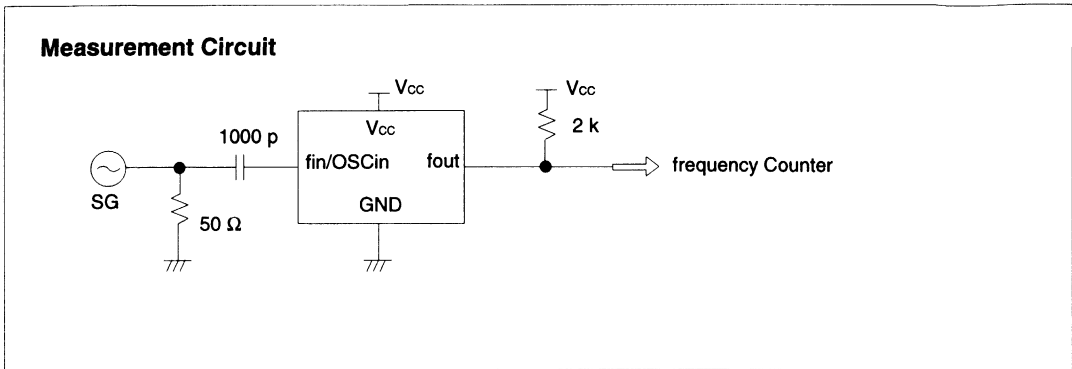 Measurement Circuit
Vcc
Vcc
1000 p
Vcc
2 k
fin/OSCin
fout
frequency Counter
SG
GND
50 Ω